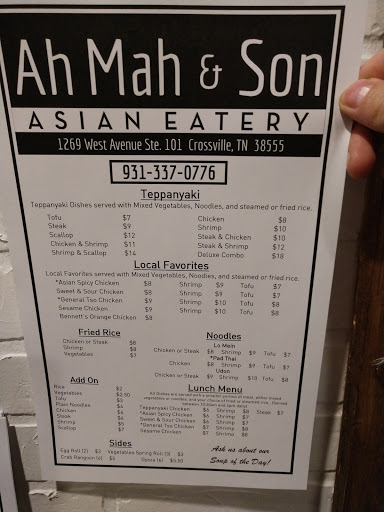 Ah Mah & Son
ASIAN EATERY
1269 West Avenue Ste. 101 Crossville, TN 38555
931-337-0776
Teppanyaki
Teppanyaki Dishes served with Mixed Vegetables, Noodles, and steamed or fried rice.
Tofu $7
Steak $9
Scallop $12
Chicken & Shrimp $11
Shrimp & Scallop $14
Chicken $8
Shrimp $10
Steak & Chicken $10
Steak & Shrimp $12
Deluxe Combo $18
Local Favorites
Local Favorites served with Mixed Vegetables, Noodles, and steamed or fried rice.
*Asian Spicy Chicken $8 Shrimp $9 Tofu $7
Sweet & Sour Chicken $8 Shrimp $9 Tofu $7
*General Tso Chicken $9 Shrimp $10 Tofu $8
Sesame Chicken $9 Shrimp $10 Tofu $8
Bennett's Orange Chicken $8
Fried Rice
Chicken or Steak $8
Shrimp $8
Vegetables $7
Noodles
Lo Mein
Chicken or Steak $8 Shrimp $9 Tofu $7
*Pad Thai
Chicken $8 Shrimp $9 Tofu $7
Udon
Chicken or Steak $9 Shrimp $10 Tofu $8
Add On
Rice $2
Vegetables $2.50
Tofu $3
Plain Noodles $4
Chicken $4
Steak $6
Shrimp $5
Scallop $7
Lunch Menu
Teppanyaki Chicken $6 Shrimp $8 Steak $7
*Asian Spicy Chicken $6 Shrimp $7
Sweet & Sour Chicken $6 Shrimp $7
*General Tso Chicken $7 Shrimp $8
Sesame Chicken $7 Shrimp $8
Sides
Egg Roll (2) $3 Vegetables Spring Roll (3) $3
Crab Rangoon (4) $3 Gyoza (6) $5.50
Ask us about our
Soup of the Day!